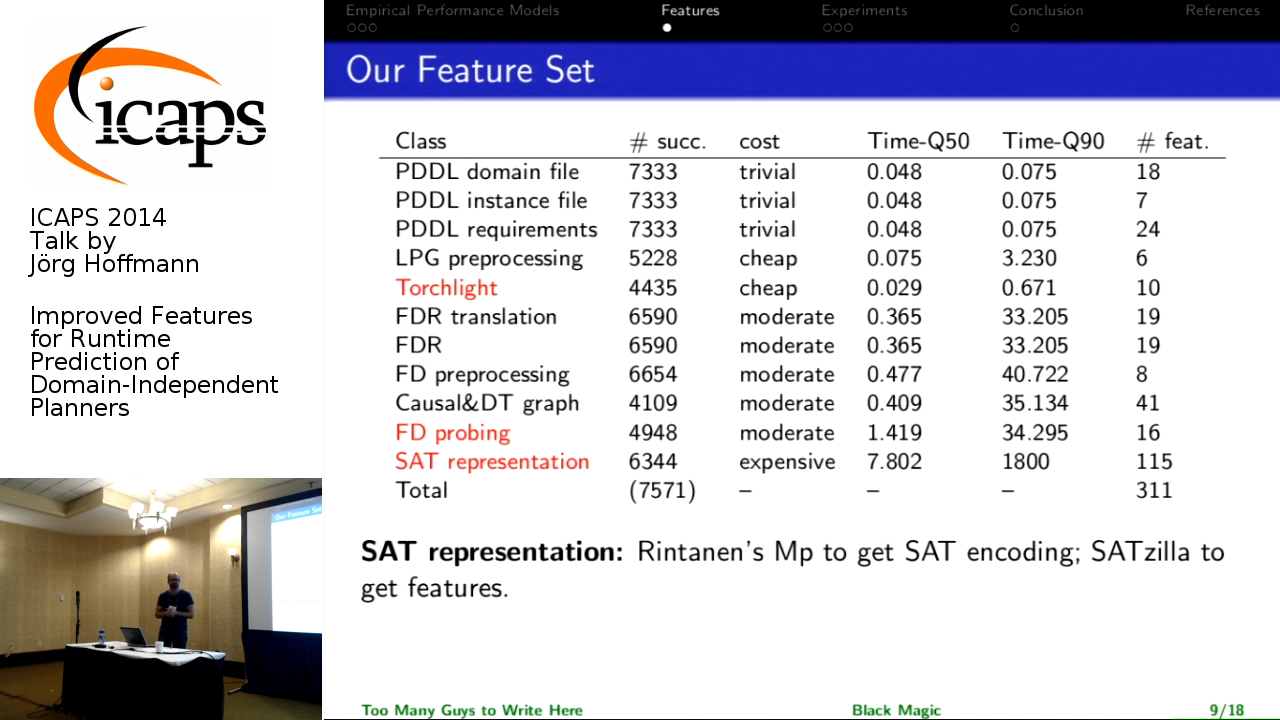 icaps
ICAPS 2014
Talk by
Jörg Hoffmann
Improved Features
for Runtime
Prediction of
Domain-Independent
Planners
Empirical Performance Models Features Experiments Conclusion References
Our Feature Set
Class # succ. cost Time-Q50 Time-Q90 # feat.
PDDL domain file 7333 trivial 0.048 0.075 18
PDDL instance file 7333 trivial 0.048 0.075 7
PDDL requirements 7333 trivial 0.048 0.075 24
LPG preprocessing 5228 cheap 0.075 3.230 6
Torchlight 4435 cheap 0.029 0.671 10
FDR translation 6590 moderate 0.365 33.205 19
FDR 6590 moderate 0.365 33.205 19
FD preprocessing 6654 moderate 0.477 40.722 8
Causal&DT graph 4109 moderate 0.409 35.134 41
FD probing 4948 moderate 1.419 34.295 16
SAT representation 6344 expensive 7.802 1800 115
Total (7571) – – – 311
SAT representation: Rintanen's Mp to get SAT encoding; SATzilla to
get features.
Our Feature Set
Too Many Guys to Write Here Black Magic 9/18